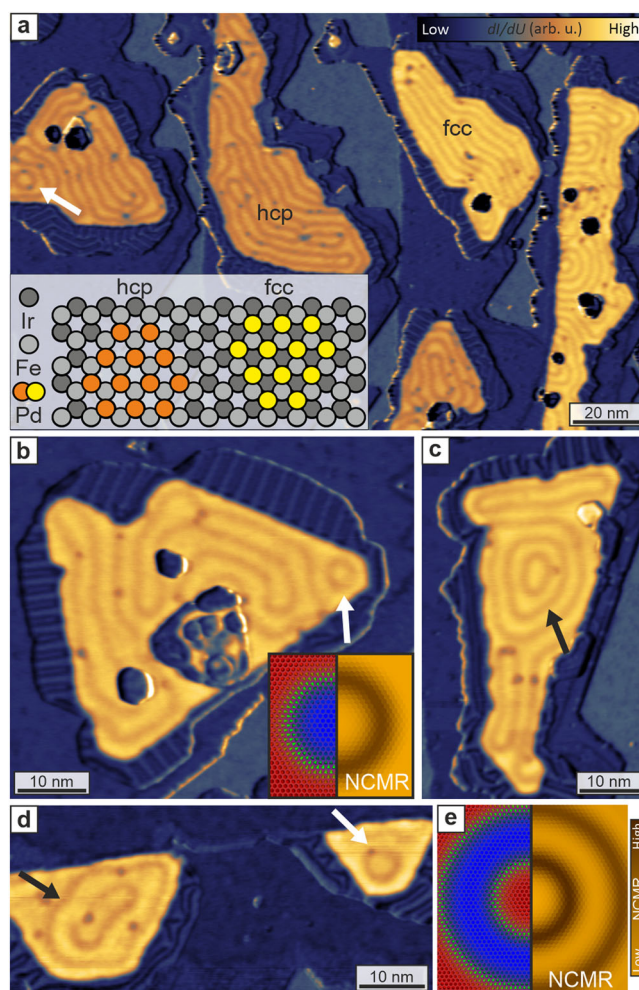 a
Low dI/dU (arb. u.) High
fcc
hcp
hcp fcc
Ir
Fe
Pd
20 nm
b
c
NCMR
10 nm
10 nm
d
e
10 nm
NCMR
High
NCMR
Low